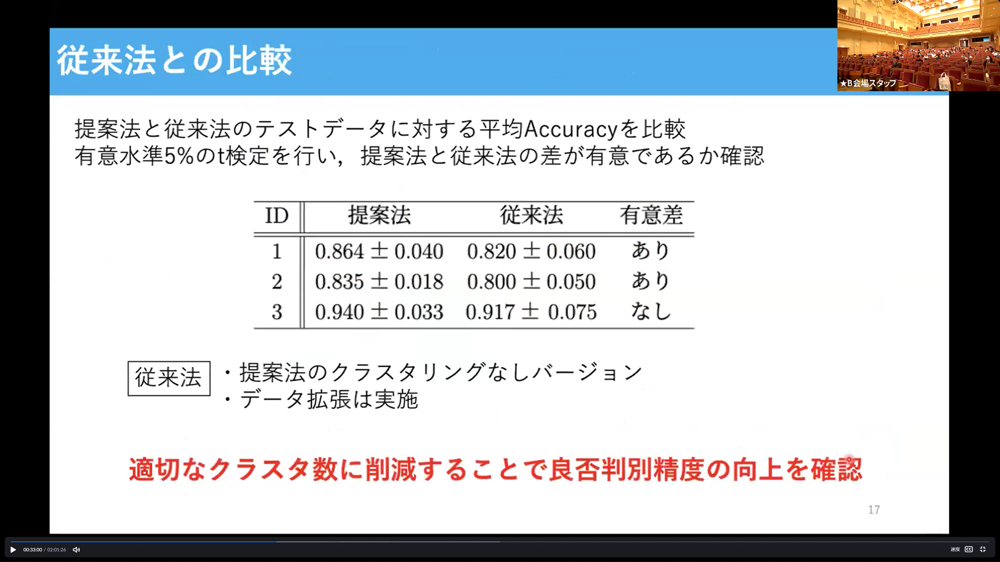 従来法との比較
★B会場スタッフ
提案法と従来法のテストデータに対する平均Accuracyを比較
有意水準5%のt検定を行い，提案法と従来法の差が有意であるか確認
ID 提案法 従来法 有意差
1 0.864 ± 0.040 0.820 ± 0.060 あり
2 0.835 ± 0.018 0.800 ± 0.050 あり
3 0.940 ± 0.033 0.917 ± 0.075 なし
従来法
・提案法のクラスタリングなしバージョン
・データ拡張は実施
適切なクラスタ数に削減することで良否判別精度の向上を確認
17
00:33:00 / 02:01:26
速度 CC